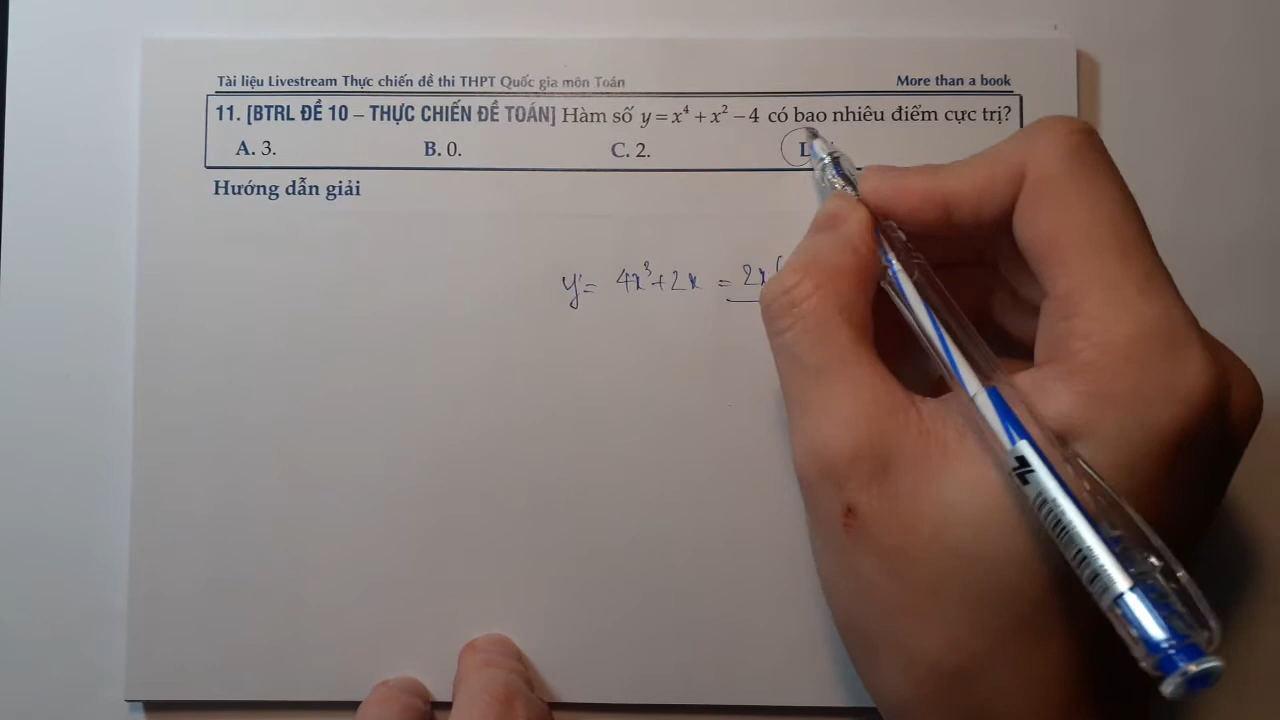 Tài liệu Livestream Thực chiến đề thi THPT Quốc gia môn Toán More than a book
11. [BTRL ĐỀ 10 – THỰC CHIẾN ĐỀ TOÁN] Hàm số y = x⁴ + x² − 4 có bao nhiêu điểm cực trị?
A. 3. B. 0. C. 2.
Hướng dẫn giải
y' = 4x³ + 2x = 2x(